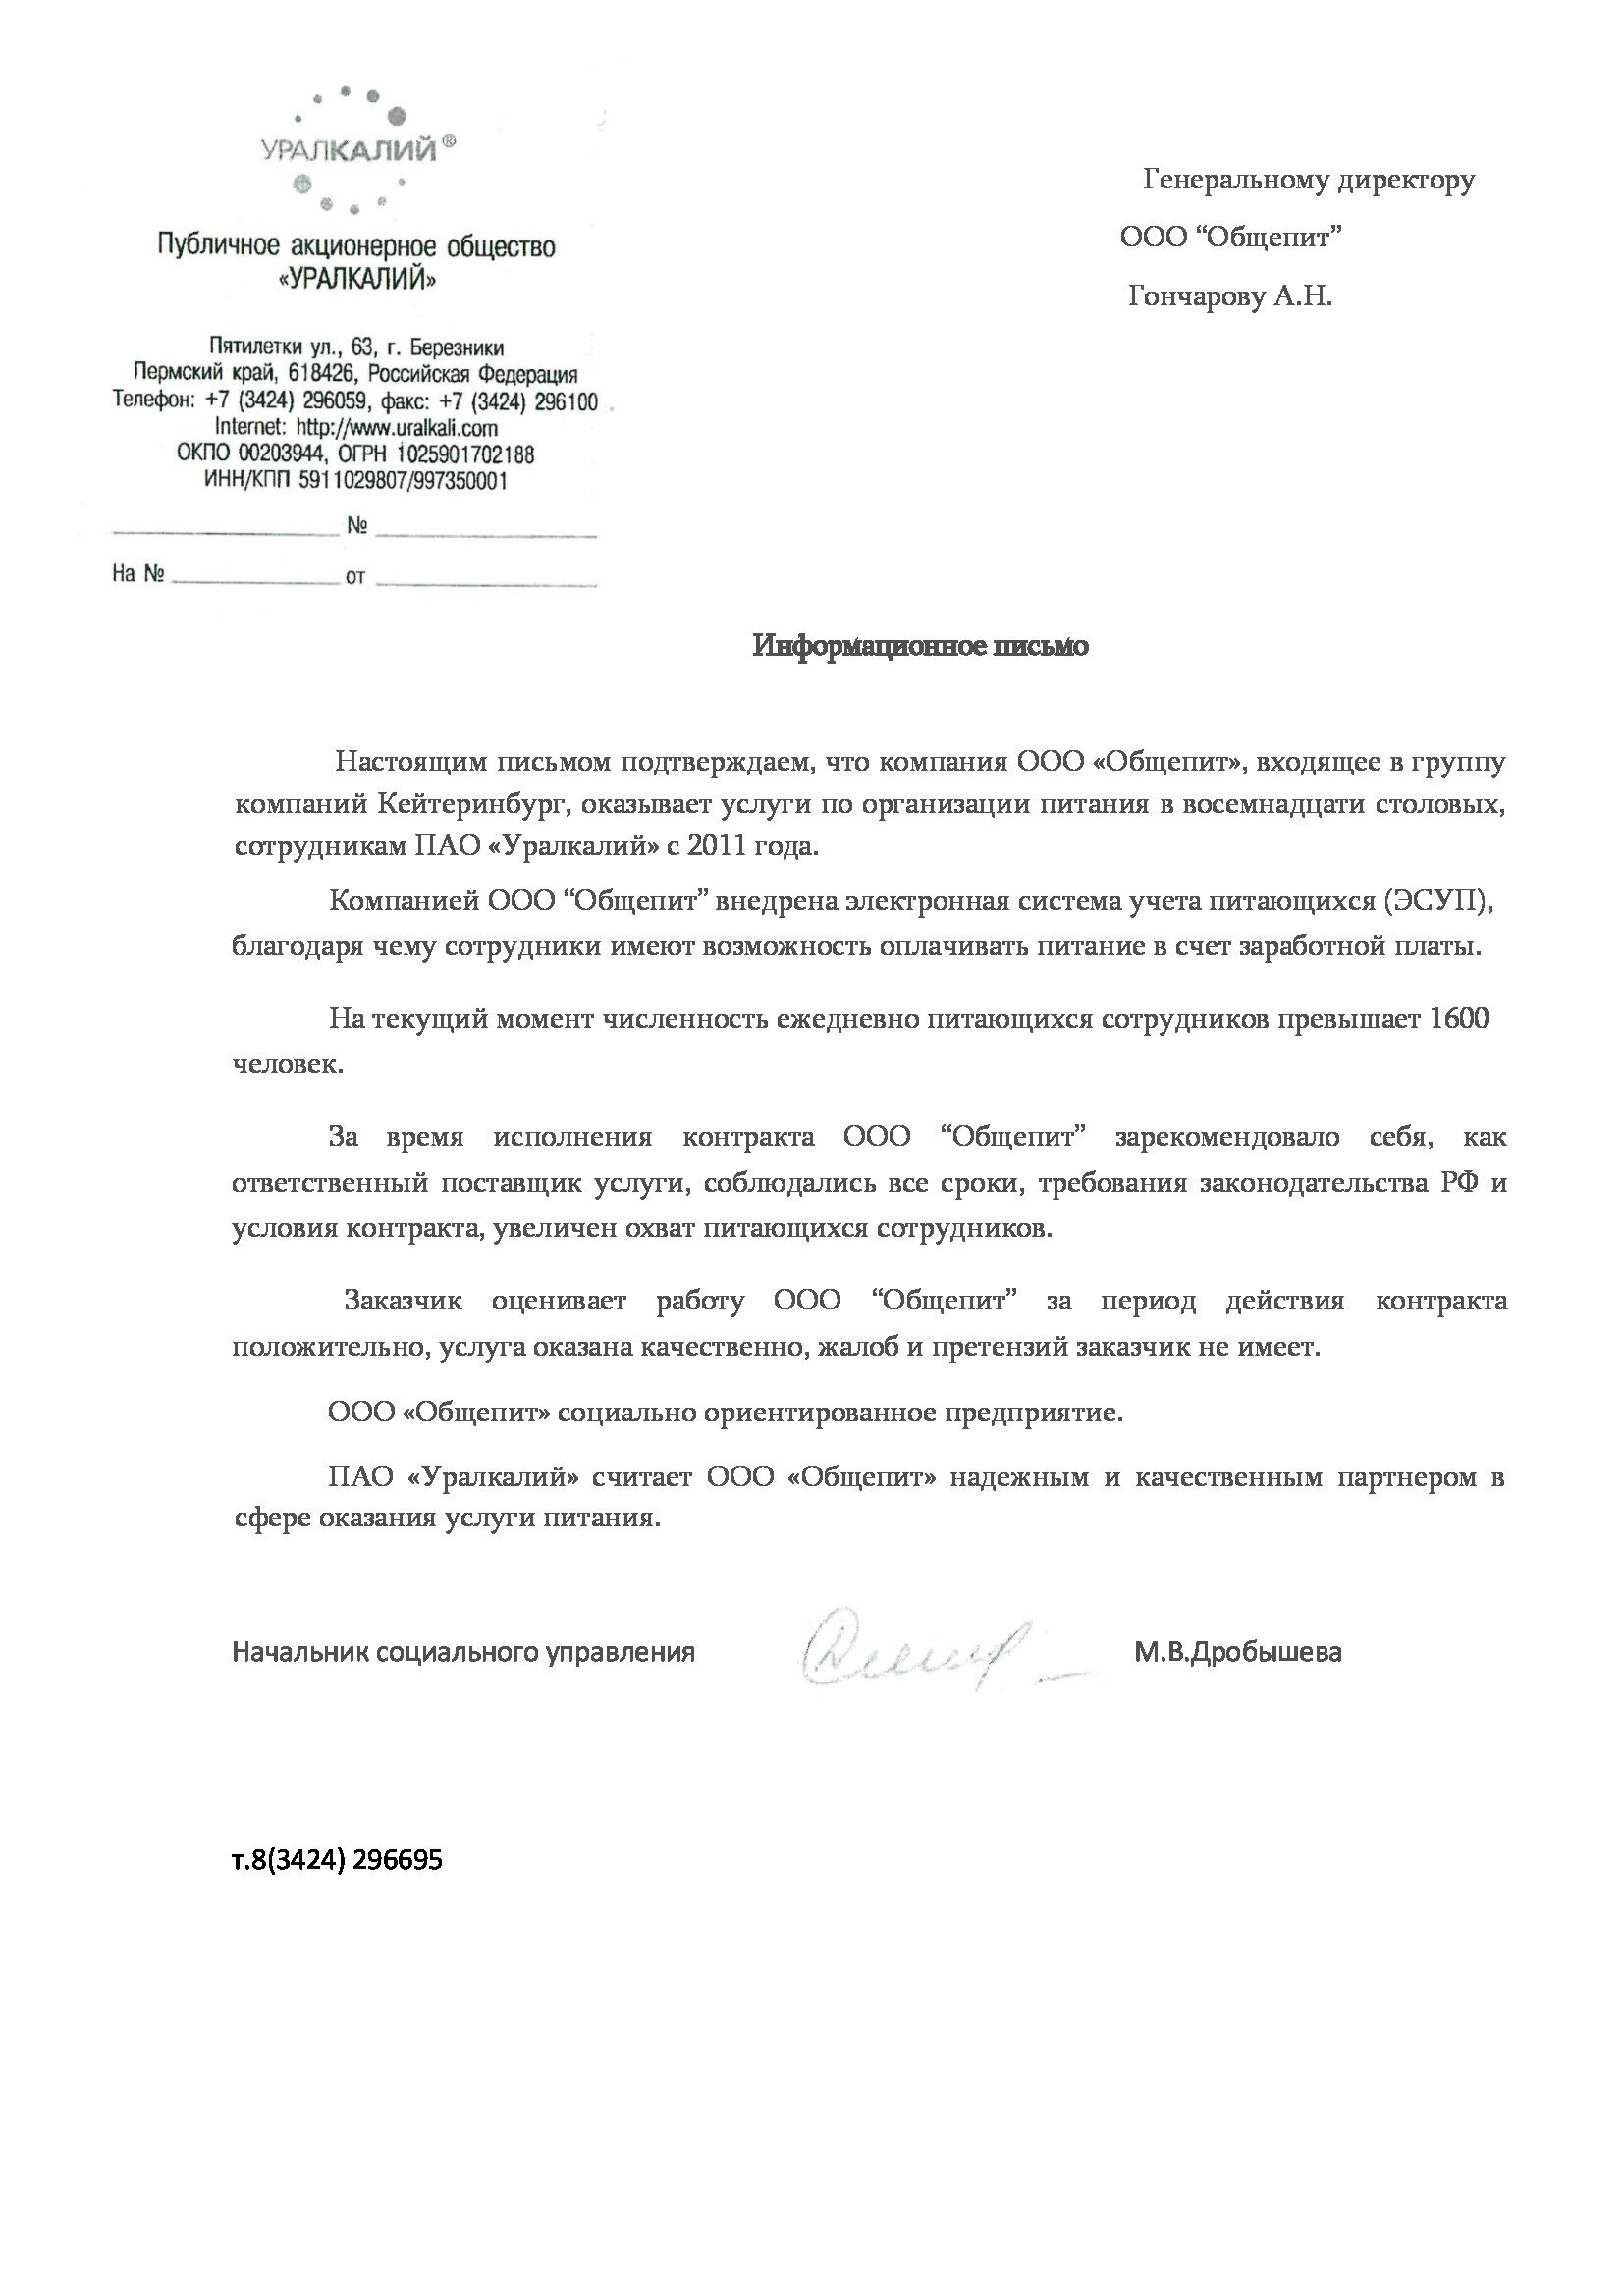 УРАЛКАЛИЙ®
Публичное акционерное общество
«УРАЛКАЛИЙ»
Пятилетки ул., 63, г. Березники
Пермский край, 618426, Российская Федерация
Телефон: +7 (3424) 296059, факс: +7 (3424) 296100
Internet: http://www.uralkali.com
ОКПО 00203944, ОГРН 1025901702188
ИНН/КПП 5911029807/997350001
№
На № от
Генеральному директору
ООО “Общепит”
Гончарову А.Н.
Информационное письмо
Настоящим письмом подтверждаем, что компания ООО «Общепит», входящее в группу
компаний Кейтеринбург, оказывает услуги по организации питания в восемнадцати столовых,
сотрудникам ПАО «Уралкалий» с 2011 года.
Компанией ООО “Общепит” внедрена электронная система учета питающихся (ЭСУП),
благодаря чему сотрудники имеют возможность оплачивать питание в счет заработной платы.
На текущий момент численность ежедневно питающихся сотрудников превышает 1600
человек.
За время исполнения контракта ООО “Общепит” зарекомендовало себя, как
ответственный поставщик услуги, соблюдались все сроки, требования законодательства РФ и
условия контракта, увеличен охват питающихся сотрудников.
Заказчик оценивает работу ООО “Общепит” за период действия контракта
положительно, услуга оказана качественно, жалоб и претензий заказчик не имеет.
ООО «Общепит» социально ориентированное предприятие.
ПАО «Уралкалий» считает ООО «Общепит» надежным и качественным партнером в
сфере оказания услуги питания.
Начальник социального управления М.В.Дробышева
т.8(3424) 296695